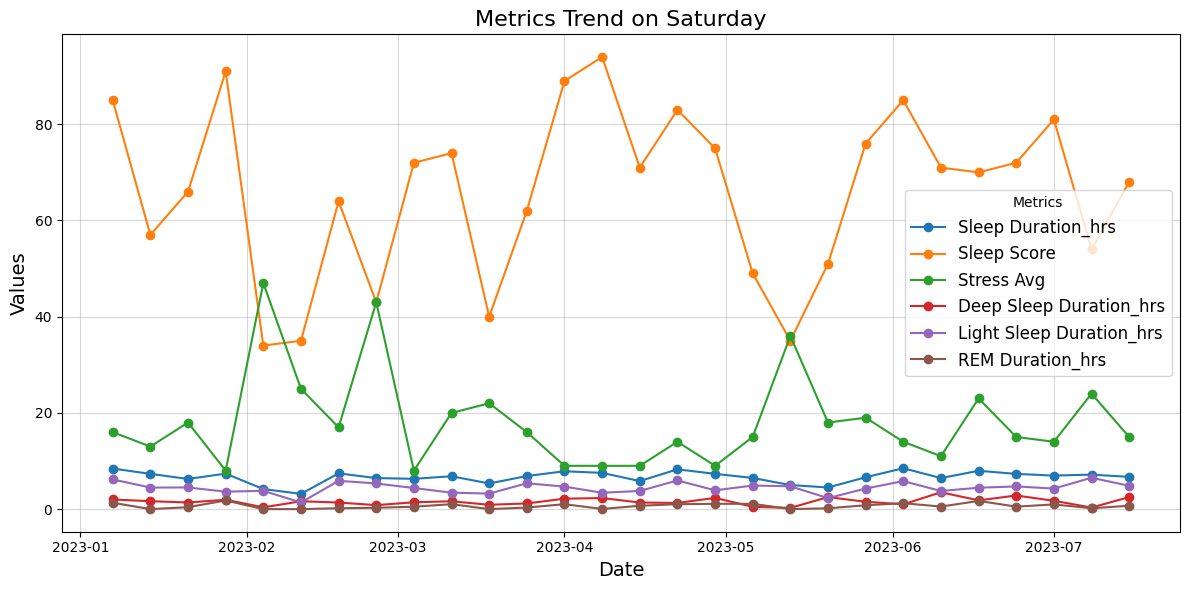 Metrics Trend on Saturday
Values
80
60
40
20
0
Metrics
Sleep Duration_hrs
Sleep Score
Stress Avg
Deep Sleep Duration_hrs
Light Sleep Duration_hrs
REM Duration_hrs
2023-01
2023-02
2023-03
2023-04
2023-05
2023-06
2023-07
Date